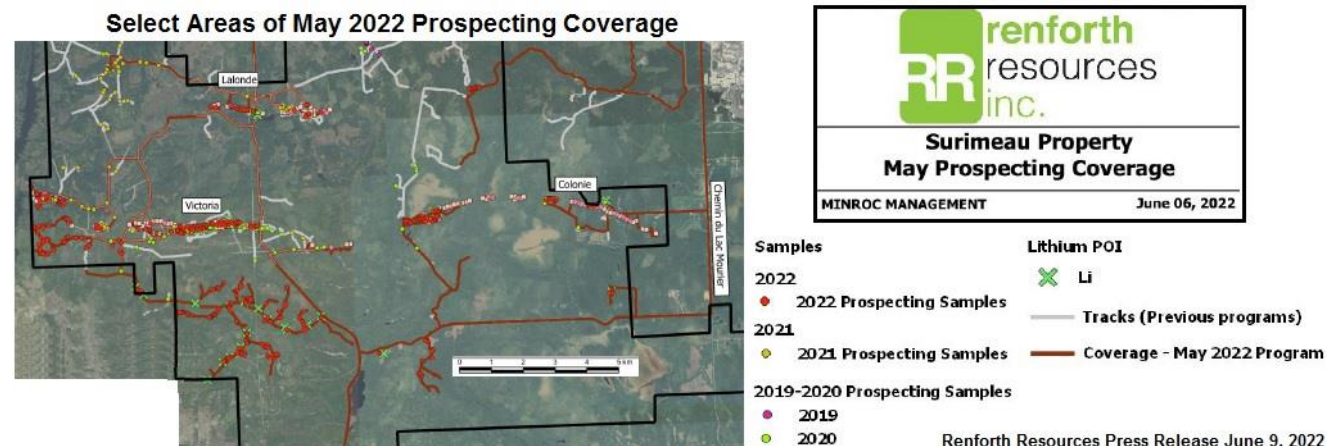 Select Areas of May 2022 Prospecting Coverage
Lalonde
Victoria
Colonie
Chemin du Lac Mourier
0 1 2 3 4 5 km
RR
renforth
resources
inc.
Surimeau Property
May Prospecting Coverage
MINROC MANAGEMENT June 06, 2022
Samples
2022
2022 Prospecting Samples
2021
2021 Prospecting Samples
2019-2020 Prospecting Samples
2019
2020
Lithium POI
Li
Tracks (Previous programs)
Coverage - May 2022 Program
Renforth Resources Press Release June 9, 2022